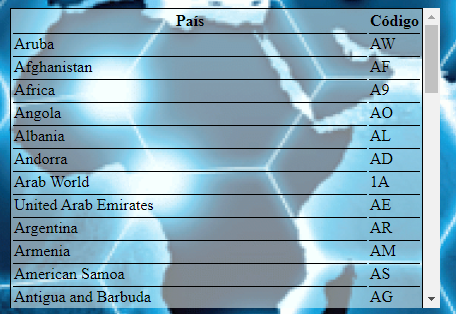 País Código
Aruba AW
Afghanistan AF
Africa A9
Angola AO
Albania AL
Andorra AD
Arab World 1A
United Arab Emirates AE
Argentina AR
Armenia AM
American Samoa AS
Antigua and Barbuda AG